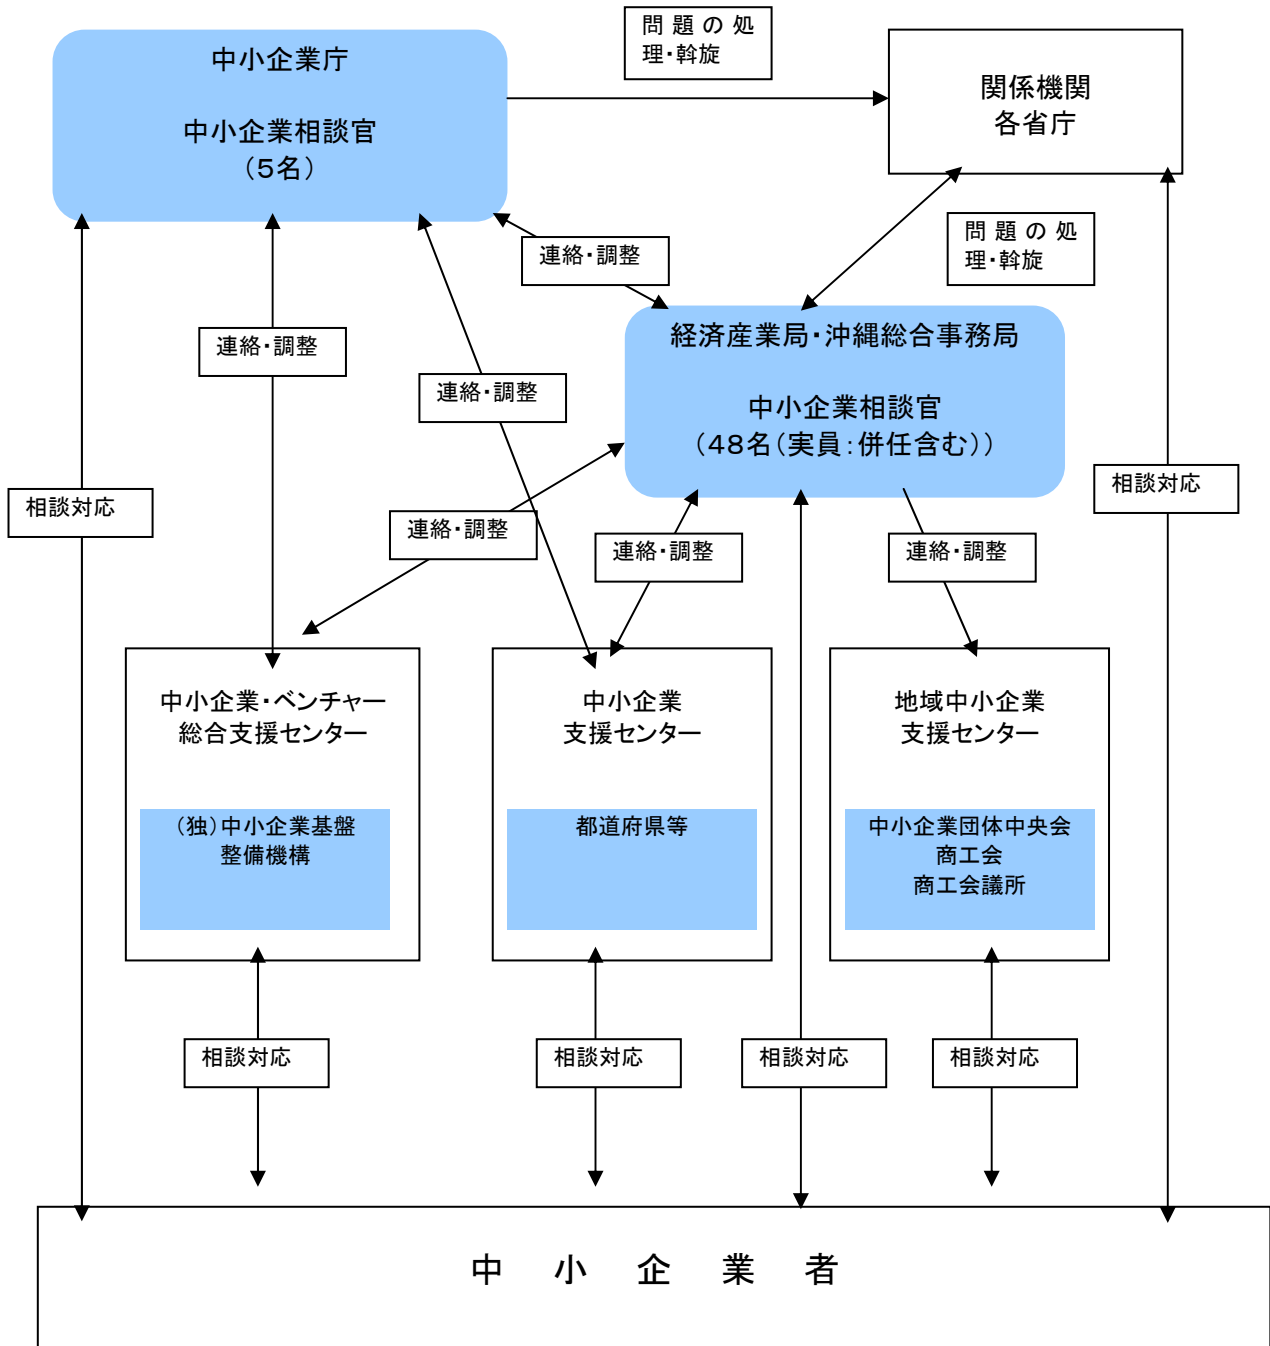 問題の処
理・斡旋
中小企業庁
中小企業相談官
（5名）
関係機関
各省庁
問題の処
理・斡旋
連絡・調整
連絡・調整
経済産業局・沖縄総合事務局
中小企業相談官
（48名（実員：併任含む））
連絡・調整
相談対応
相談対応
連絡・調整
連絡・調整
連絡・調整
中小企業・ベンチャー
総合支援センター
（独）中小企業基盤
整備機構
中小企業
支援センター
都道府県等
地域中小企業
支援センター
中小企業団体中央会
商工会
商工会議所
相談対応
相談対応
相談対応
相談対応
中小企業者